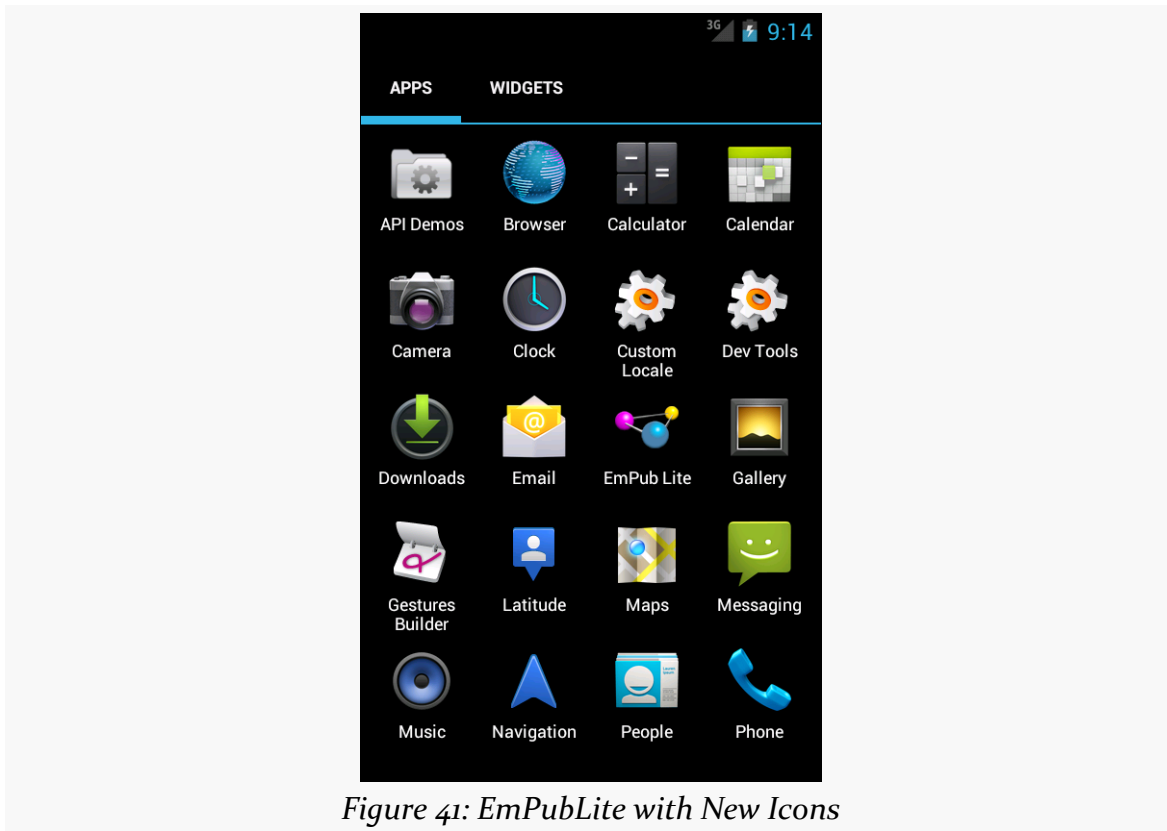 3G 9:14
APPS WIDGETS
API Demos Browser Calculator Calendar
Camera Clock Custom Locale Dev Tools
Downloads Email EmPub Lite Gallery
Gestures Builder Latitude Maps Messaging
Music Navigation People Phone
Figure 41: EmPubLite with New Icons